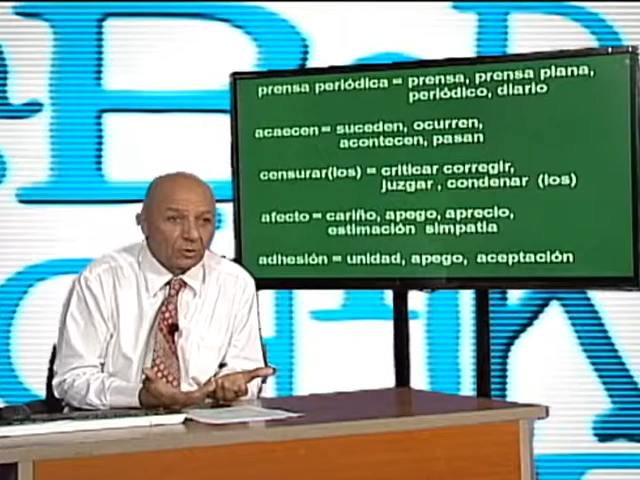 prensa periódica = prensa, prensa plana,
periódico, diario
acaecen = suceden, ocurren,
acontecen, pasan
censurar(los) = criticar corregir,
juzgar, condenar (los)
afecto = cariño, apego, aprecio,
estimación simpatia
adhesión = unidad, apego, aceptación